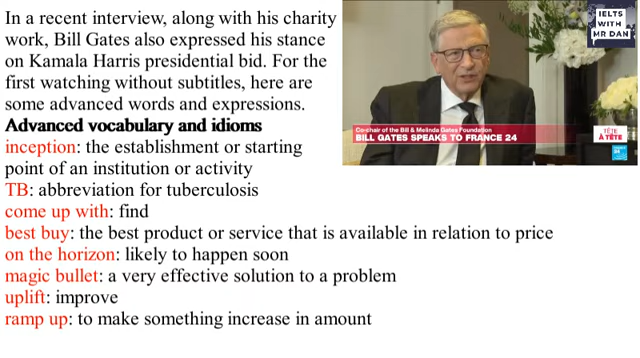 In a recent interview, along with his charity
work, Bill Gates also expressed his stance
on Kamala Harris presidential bid. For the
first watching without subtitles, here are
some advanced words and expressions.
Advanced vocabulary and idioms
inception: the establishment or starting
point of an institution or activity
TB: abbreviation for tuberculosis
come up with: find
best buy: the best product or service that is available in relation to price
on the horizon: likely to happen soon
magic bullet: a very effective solution to a problem
uplift: improve
ramp up: to make something increase in amount
IELTS
WITH
MR DAN
Co-chair of the Bill & Melinda Gates Foundation
BILL GATES SPEAKS TO FRANCE 24
TÊTE
À TÊTE